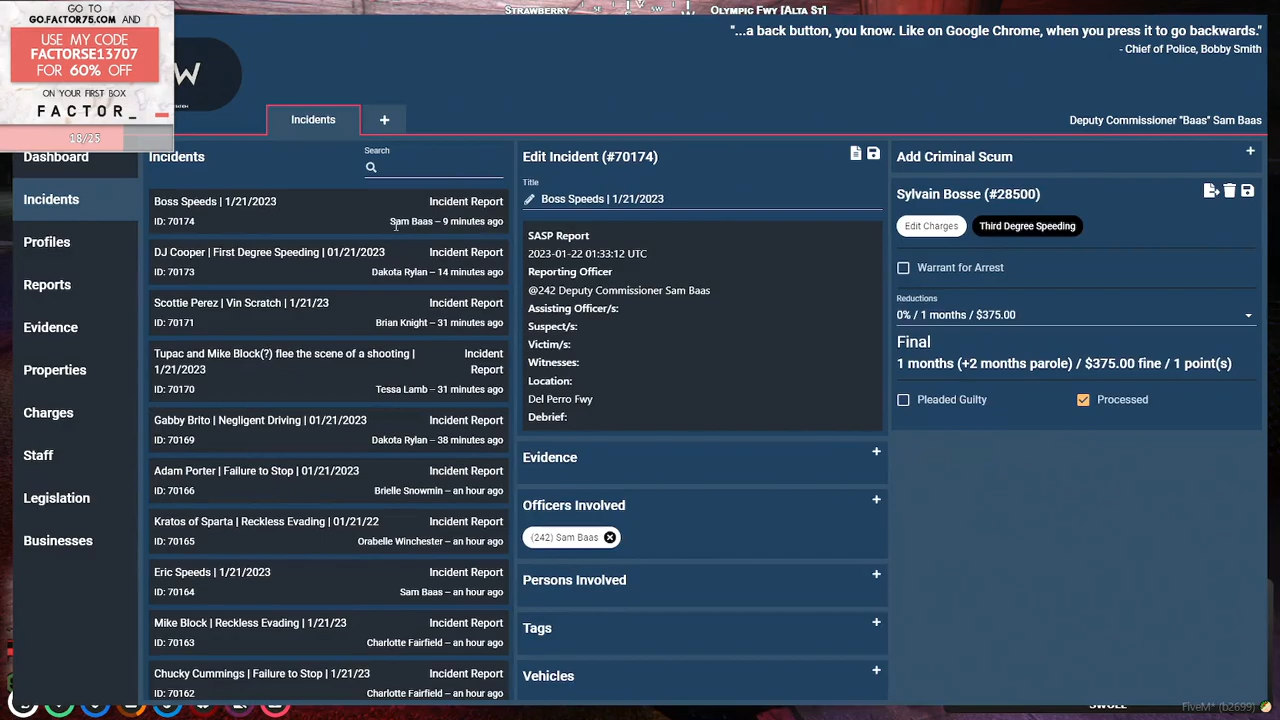 Strawberry
SE
S
SW
W
Olympic Fwy [Alta St]
GO TO
GO.FACTOR75.COM AND
USE MY CODE
FACTORSE13707
FOR 60% OFF
ON YOUR FIRST BOX
FACTOR_
18/25
W
"...a back button, you know. Like on Google Chrome, when you press it to go backwards."
- Chief of Police, Bobby Smith
Incidents
+
Deputy Commissioner "Baas" Sam Baas
Dashboard
Incidents
Profiles
Reports
Evidence
Properties
Charges
Staff
Legislation
Businesses
Incidents
Search
Boss Speeds | 1/21/2023
Incident Report
ID: 70174
Sam Baas – 9 minutes ago
DJ Cooper | First Degree Speeding | 01/21/2023
Incident Report
ID: 70173
Dakota Rylan – 14 minutes ago
Scottie Perez | Vin Scratch | 1/21/23
Incident Report
ID: 70171
Brian Knight – 31 minutes ago
Tupac and Mike Block(?) flee the scene of a shooting |
1/21/2023
Incident
Report
ID: 70170
Tessa Lamb – 31 minutes ago
Gabby Brito | Negligent Driving | 01/21/2023
Incident Report
ID: 70169
Dakota Rylan – 38 minutes ago
Adam Porter | Failure to Stop | 01/21/2023
Incident Report
ID: 70166
Brielle Snowmin – an hour ago
Kratos of Sparta | Reckless Evading | 01/21/22
Incident Report
ID: 70165
Orabelle Winchester – an hour ago
Eric Speeds | 1/21/2023
Incident Report
ID: 70164
Sam Baas – an hour ago
Mike Block | Reckless Evading | 1/21/23
Incident Report
ID: 70163
Charlotte Fairfield – an hour ago
Chucky Cummings | Failure to Stop | 1/21/23
Incident Report
ID: 70162
Charlotte Fairfield – an hour ago
Edit Incident (#70174)
Title
Boss Speeds | 1/21/2023
SASP Report
2023-01-22 01:33:12 UTC
Reporting Officer
@242 Deputy Commissioner Sam Baas
Assisting Officer/s:
Suspect/s:
Victim/s:
Witnesses:
Location:
Del Perro Fwy
Debrief:
Evidence
+
Officers Involved
+
(242) Sam Baas
Persons Involved
+
Tags
+
Vehicles
+
Add Criminal Scum
+
Sylvain Bosse (#28500)
Edit Charges
Third Degree Speeding
Warrant for Arrest
Reductions
0% / 1 months / $375.00
Final
1 months (+2 months parole) / $375.00 fine / 1 point(s)
Pleaded Guilty
Processed
FiveM* (b2699)